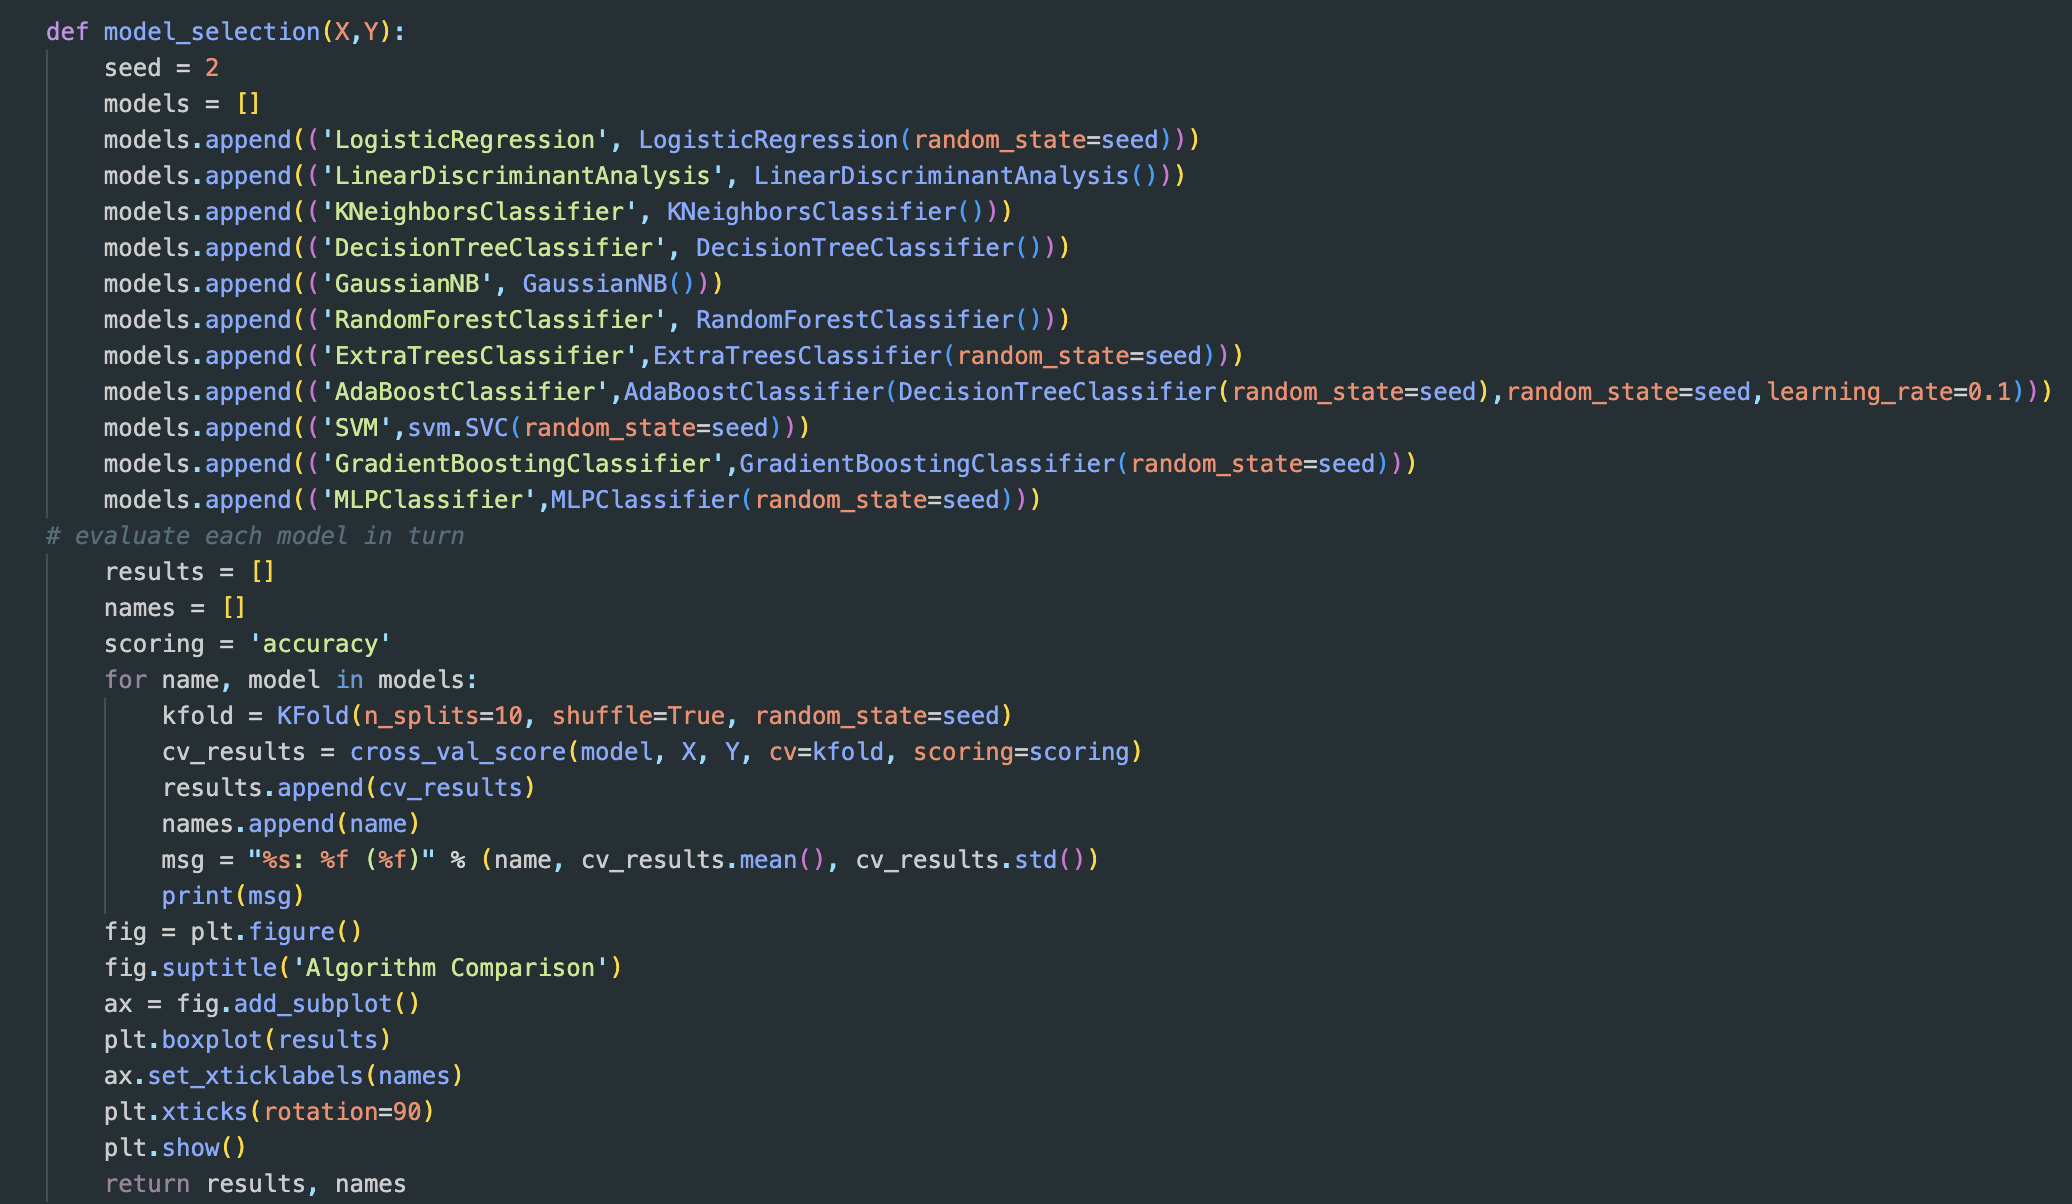 def model_selection(X,Y):
    seed = 2
    models = []
    models.append(('LogisticRegression', LogisticRegression(random_state=seed)))
    models.append(('LinearDiscriminantAnalysis', LinearDiscriminantAnalysis()))
    models.append(('KNeighborsClassifier', KNeighborsClassifier()))
    models.append(('DecisionTreeClassifier', DecisionTreeClassifier()))
    models.append(('GaussianNB', GaussianNB()))
    models.append(('RandomForestClassifier', RandomForestClassifier()))
    models.append(('ExtraTreesClassifier',ExtraTreesClassifier(random_state=seed)))
    models.append(('AdaBoostClassifier',AdaBoostClassifier(DecisionTreeClassifier(random_state=seed),random_state=seed,learning_rate=0.1)))
    models.append(('SVM',svm.SVC(random_state=seed)))
    models.append(('GradientBoostingClassifier',GradientBoostingClassifier(random_state=seed)))
    models.append(('MLPClassifier',MLPClassifier(random_state=seed)))
# evaluate each model in turn
    results = []
    names = []
    scoring = 'accuracy'
    for name, model in models:
        kfold = KFold(n_splits=10, shuffle=True, random_state=seed)
        cv_results = cross_val_score(model, X, Y, cv=kfold, scoring=scoring)
        results.append(cv_results)
        names.append(name)
        msg = "%s: %f (%f)" % (name, cv_results.mean(), cv_results.std())
        print(msg)
    fig = plt.figure()
    fig.suptitle('Algorithm Comparison')
    ax = fig.add_subplot()
    plt.boxplot(results)
    ax.set_xticklabels(names)
    plt.xticks(rotation=90)
    plt.show()
    return results, names